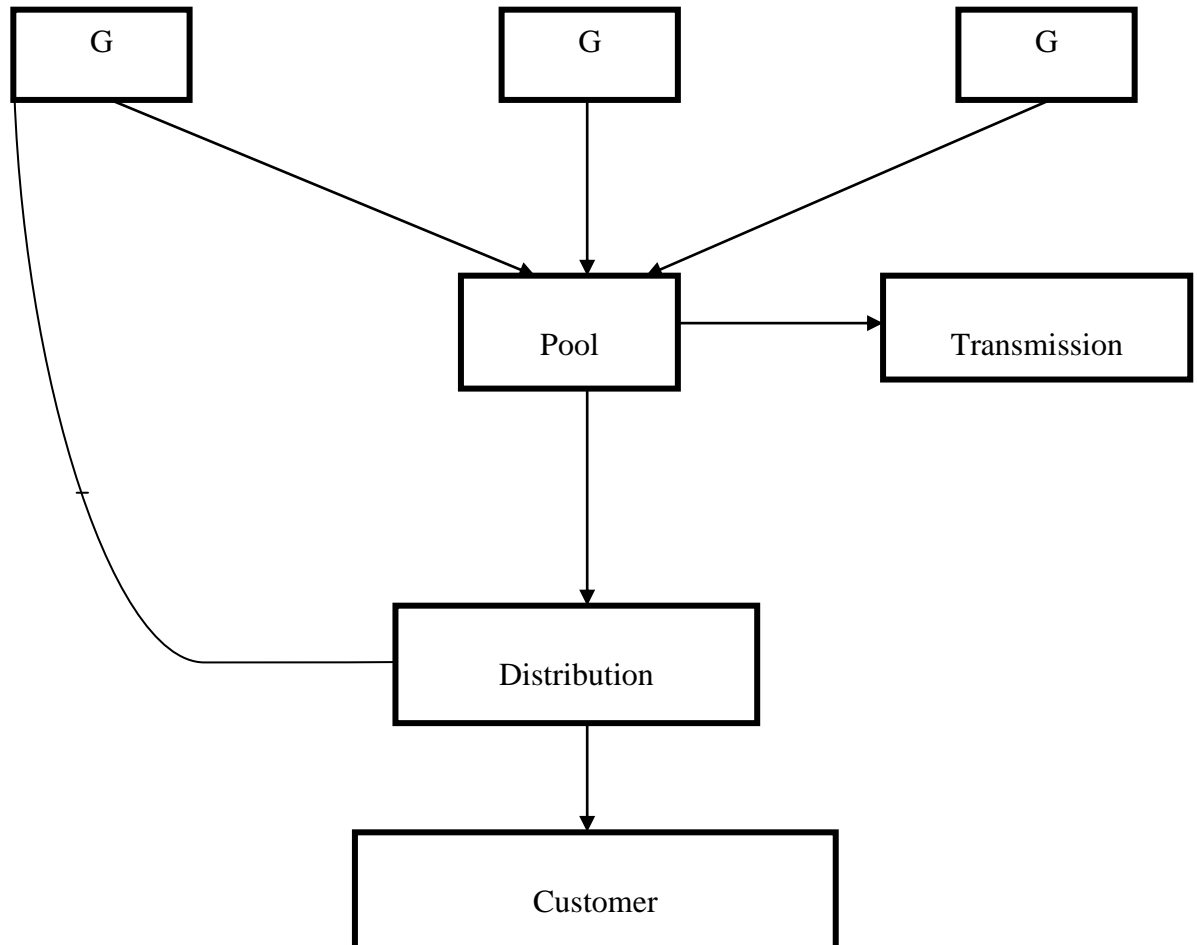 G
G
G
Pool
Transmission
Distribution
Customer